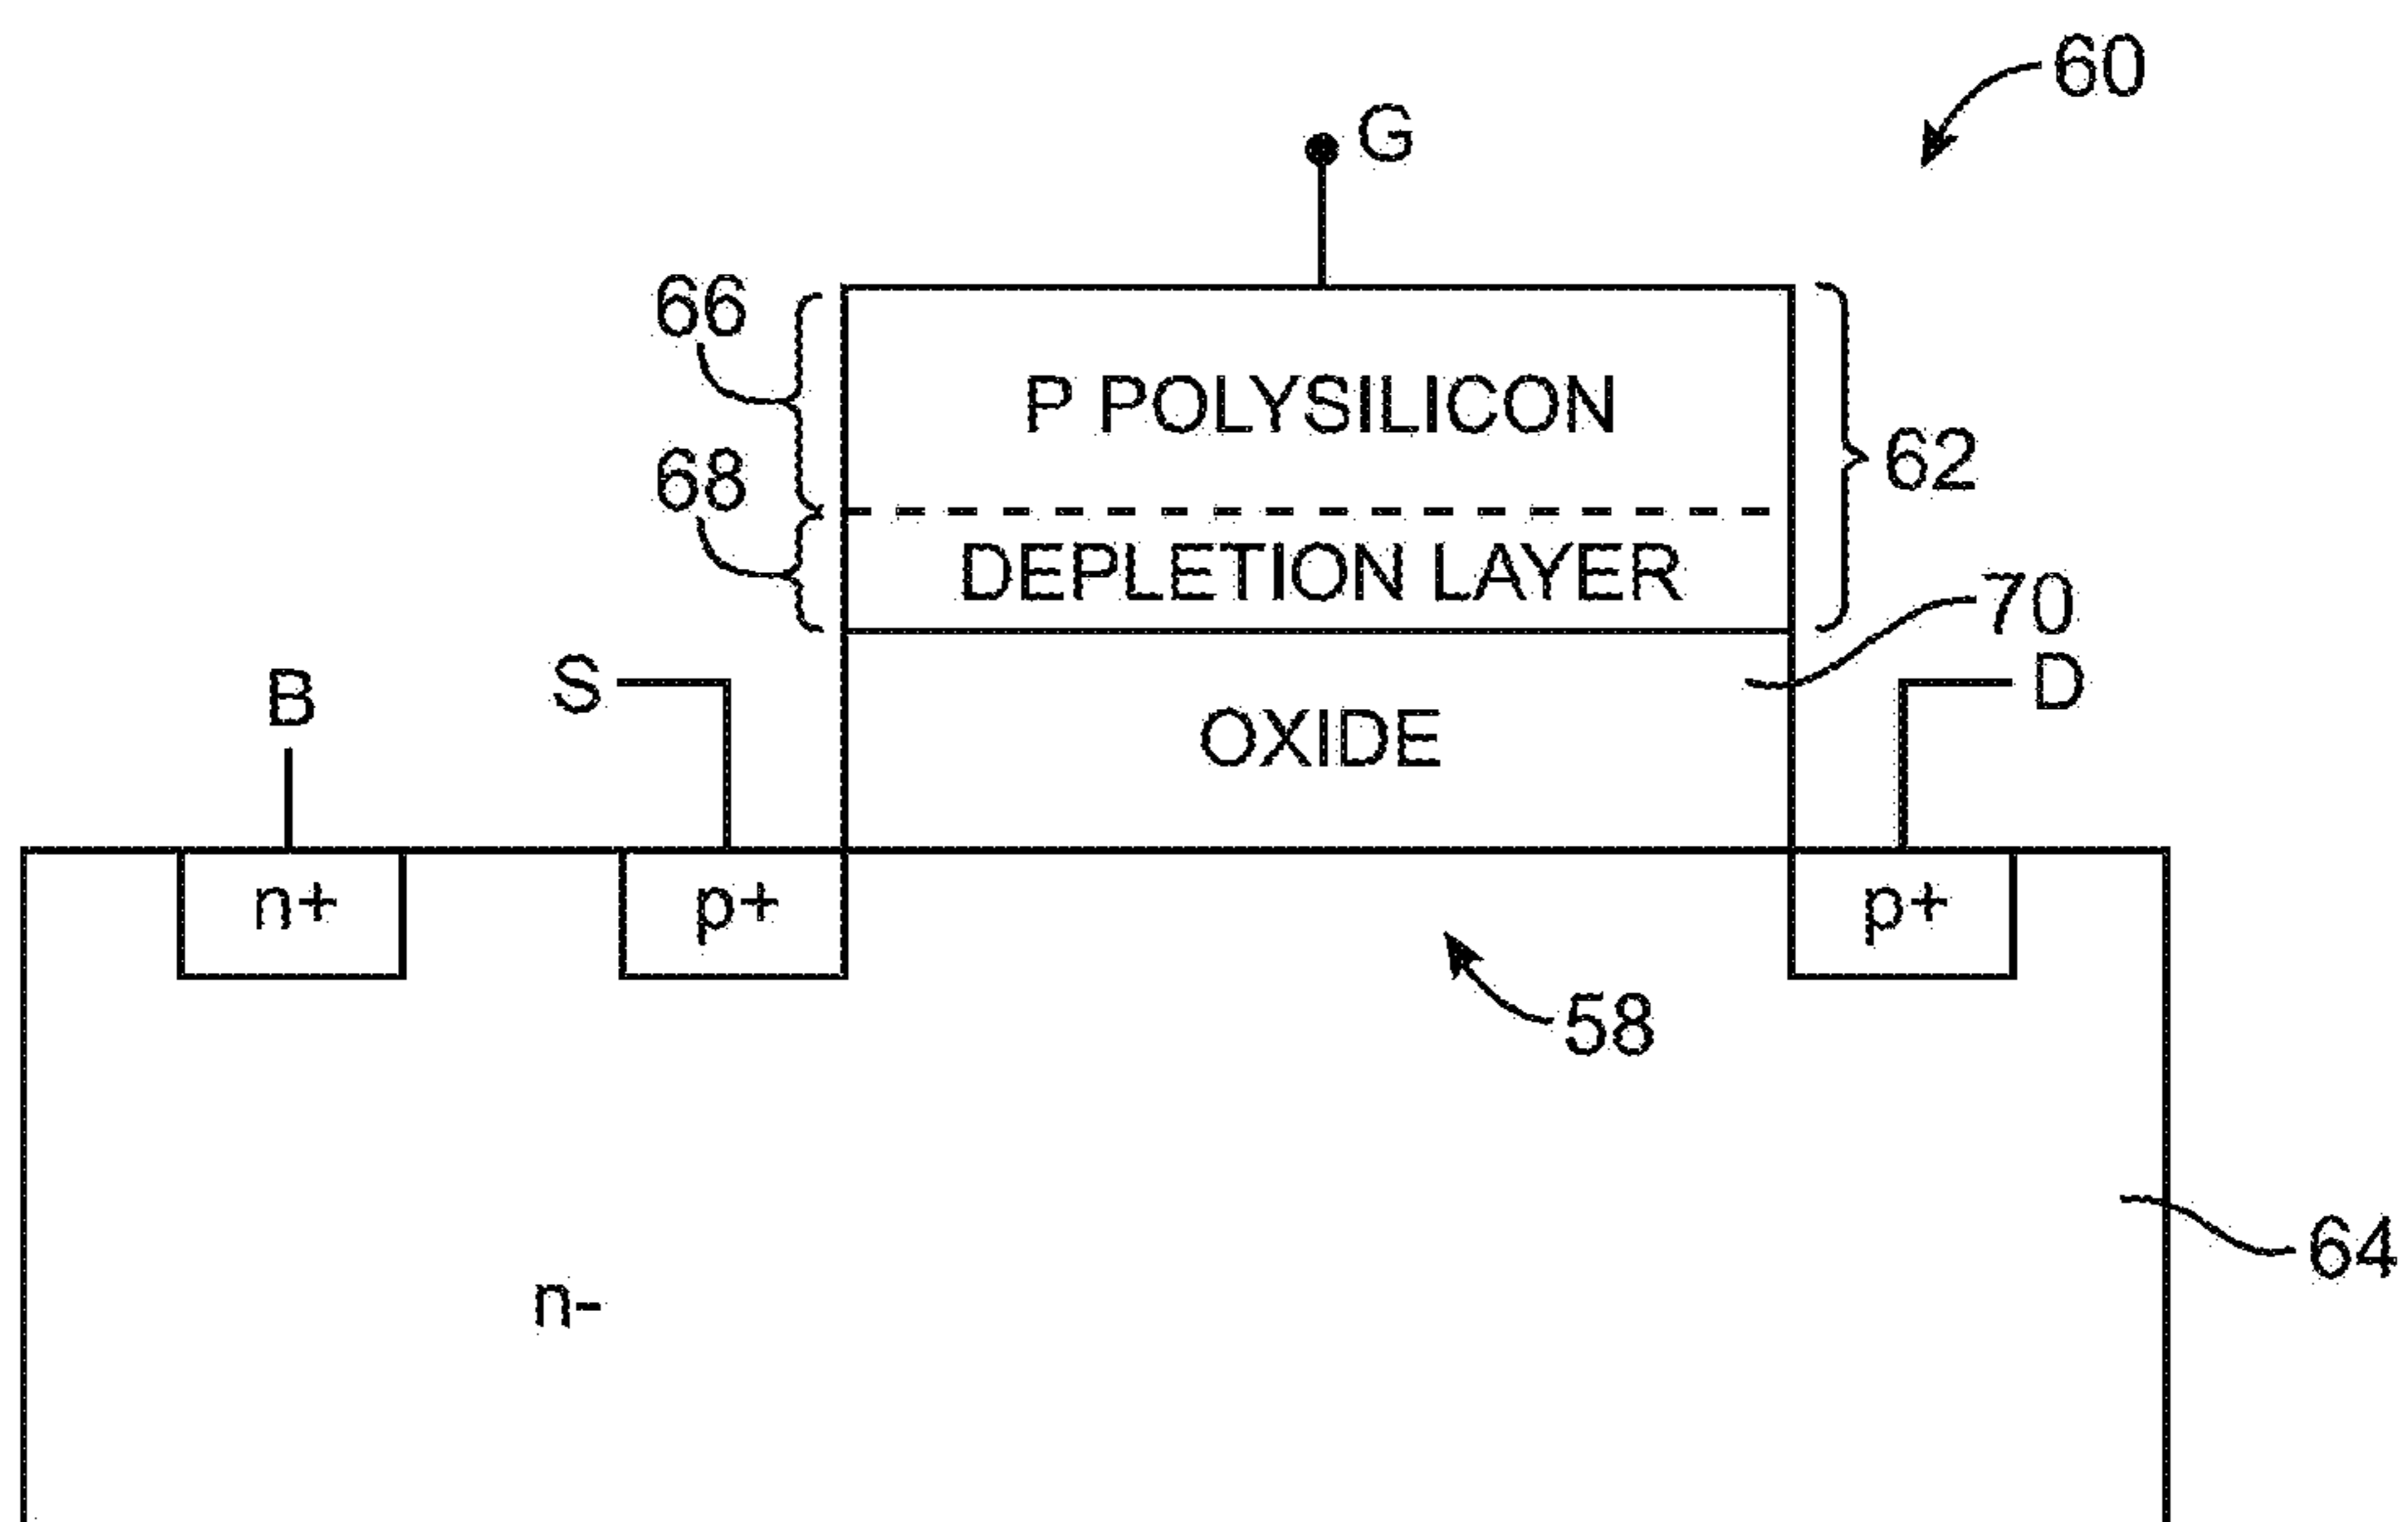 60
G
66
P POLYSILICON
62
68
DEPLETION LAYER
70
B
S
D
OXIDE
n+
p+
p+
58
64
n-